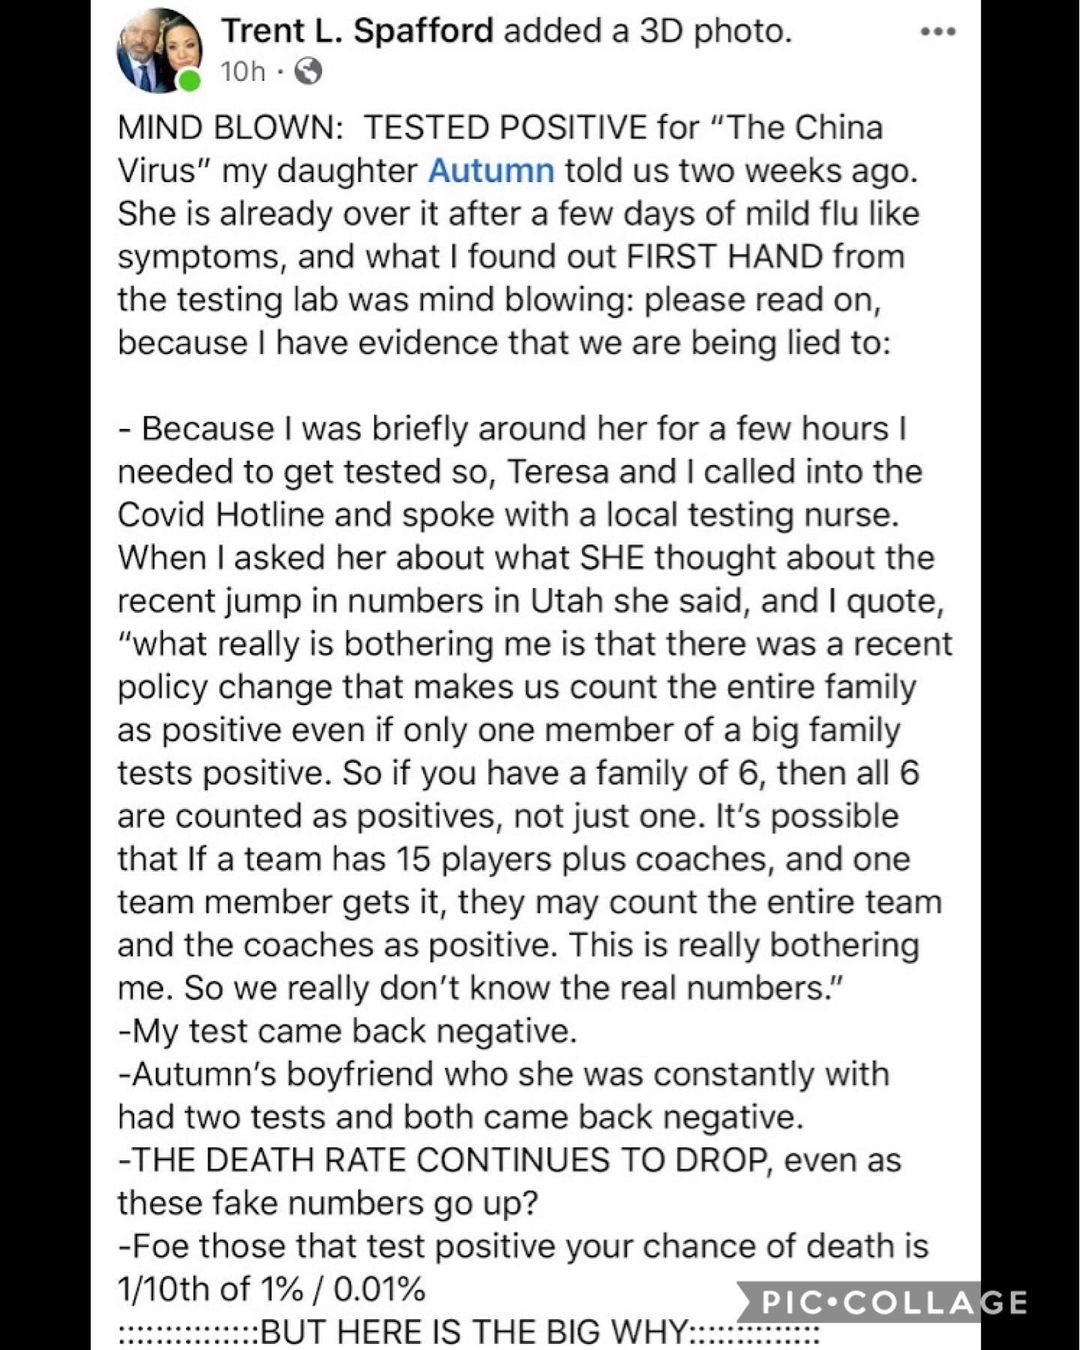 Trent L. Spafford added a 3D photo.
10h ·
MIND BLOWN: TESTED POSITIVE for “The China
Virus” my daughter Autumn told us two weeks ago.
She is already over it after a few days of mild flu like
symptoms, and what I found out FIRST HAND from
the testing lab was mind blowing: please read on,
because I have evidence that we are being lied to:
- Because I was briefly around her for a few hours I
needed to get tested so, Teresa and I called into the
Covid Hotline and spoke with a local testing nurse.
When I asked her about what SHE thought about the
recent jump in numbers in Utah she said, and I quote,
“what really is bothering me is that there was a recent
policy change that makes us count the entire family
as positive even if only one member of a big family
tests positive. So if you have a family of 6, then all 6
are counted as positives, not just one. It’s possible
that If a team has 15 players plus coaches, and one
team member gets it, they may count the entire team
and the coaches as positive. This is really bothering
me. So we really don’t know the real numbers.”
-My test came back negative.
-Autumn’s boyfriend who she was constantly with
had two tests and both came back negative.
-THE DEATH RATE CONTINUES TO DROP, even as
these fake numbers go up?
-Foe those that test positive your chance of death is
1/10th of 1% / 0.01%
:::::::::::::::BUT HERE IS THE BIG WHY::::::::::::::
PIC•COLLAGE